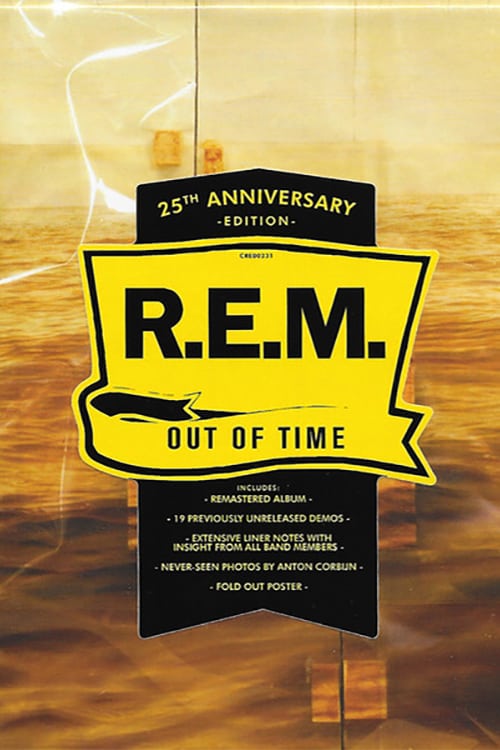 25TH ANNIVERSARY
-EDITION-
CRE00231
R.E.M.
OUT OF TIME
INCLUDES:
- REMASTERED ALBUM -
- 19 PREVIOUSLY UNRELEASED DEMOS -
- EXTENSIVE LINER NOTES WITH
INSIGHT FROM ALL BAND MEMBERS -
- NEVER-SEEN PHOTOS BY ANTON CORBIJN -
- FOLD OUT POSTER -